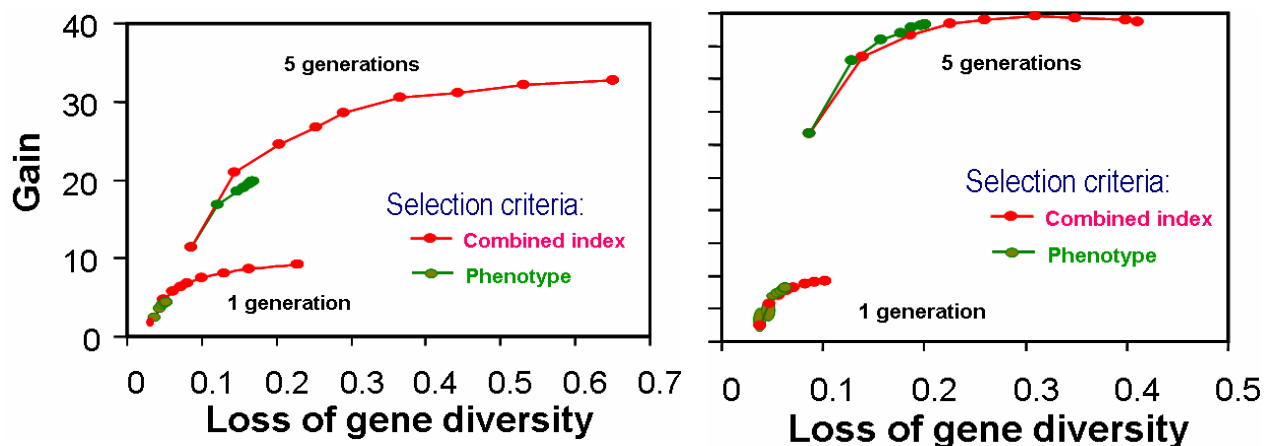 40
30
20
10
0
Gain
5 generations
Selection criteria:
Combined index
Phenotype
1 generation
0 0.1 0.2 0.3 0.4 0.5 0.6 0.7
Loss of gene diversity
5 generations
Selection criteria:
Combined index
Phenotype
1 generation
0 0.1 0.2 0.3 0.4 0.5
Loss of gene diversity